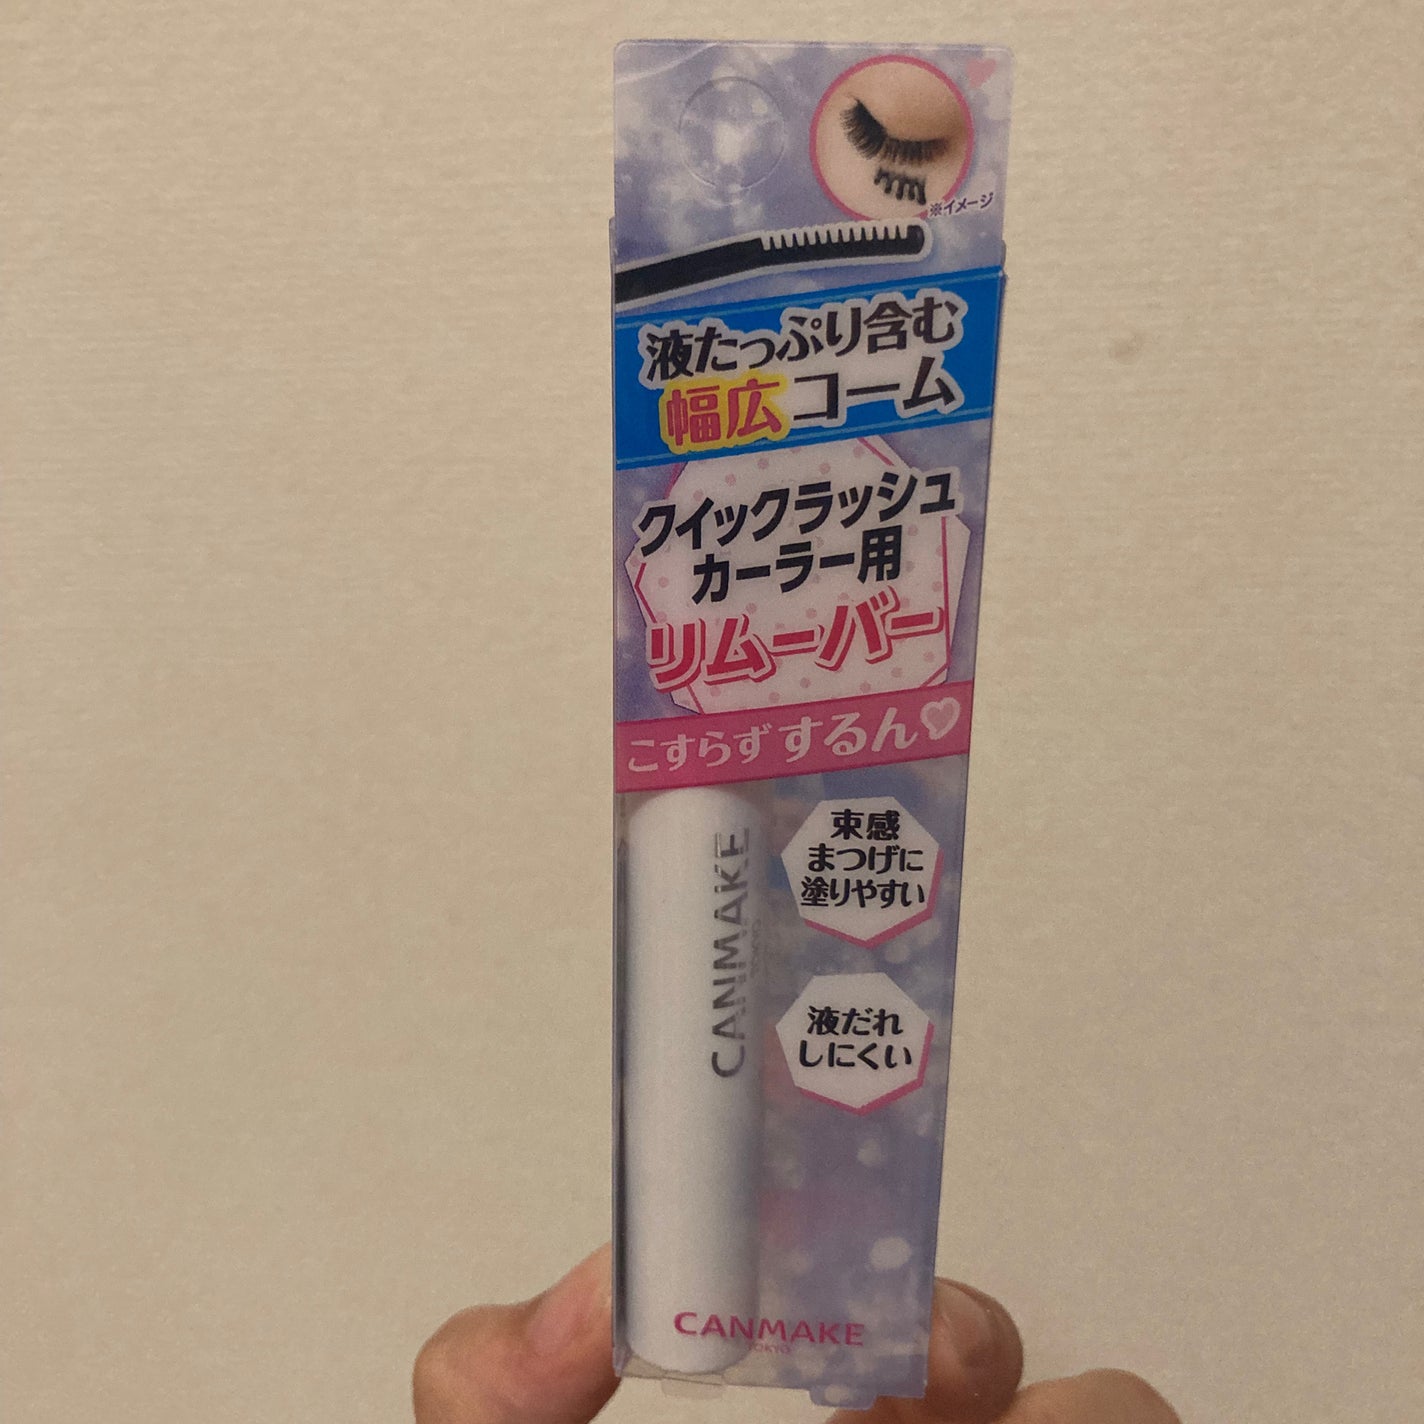 ※イメージ
液たっぷり含む
幅広コーム
クイックラッシュ
カーラー用
リムーバー
こすらずするん♡
束感
まつげに
塗りやすい
液だれ
しにくい
CANMAKE
TOKYO
CANMAKE
TOKYO